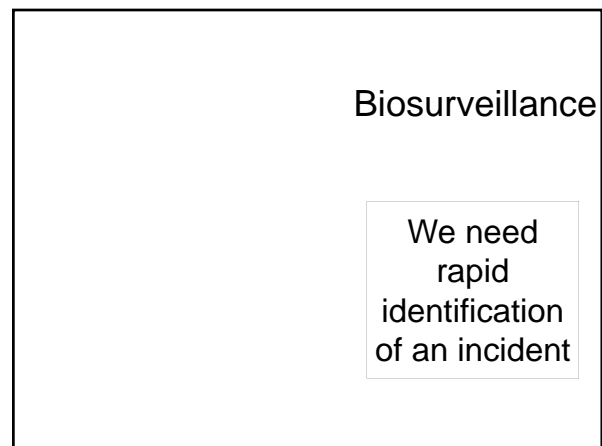 Biosurveillance
We need
rapid
identification
of an incident